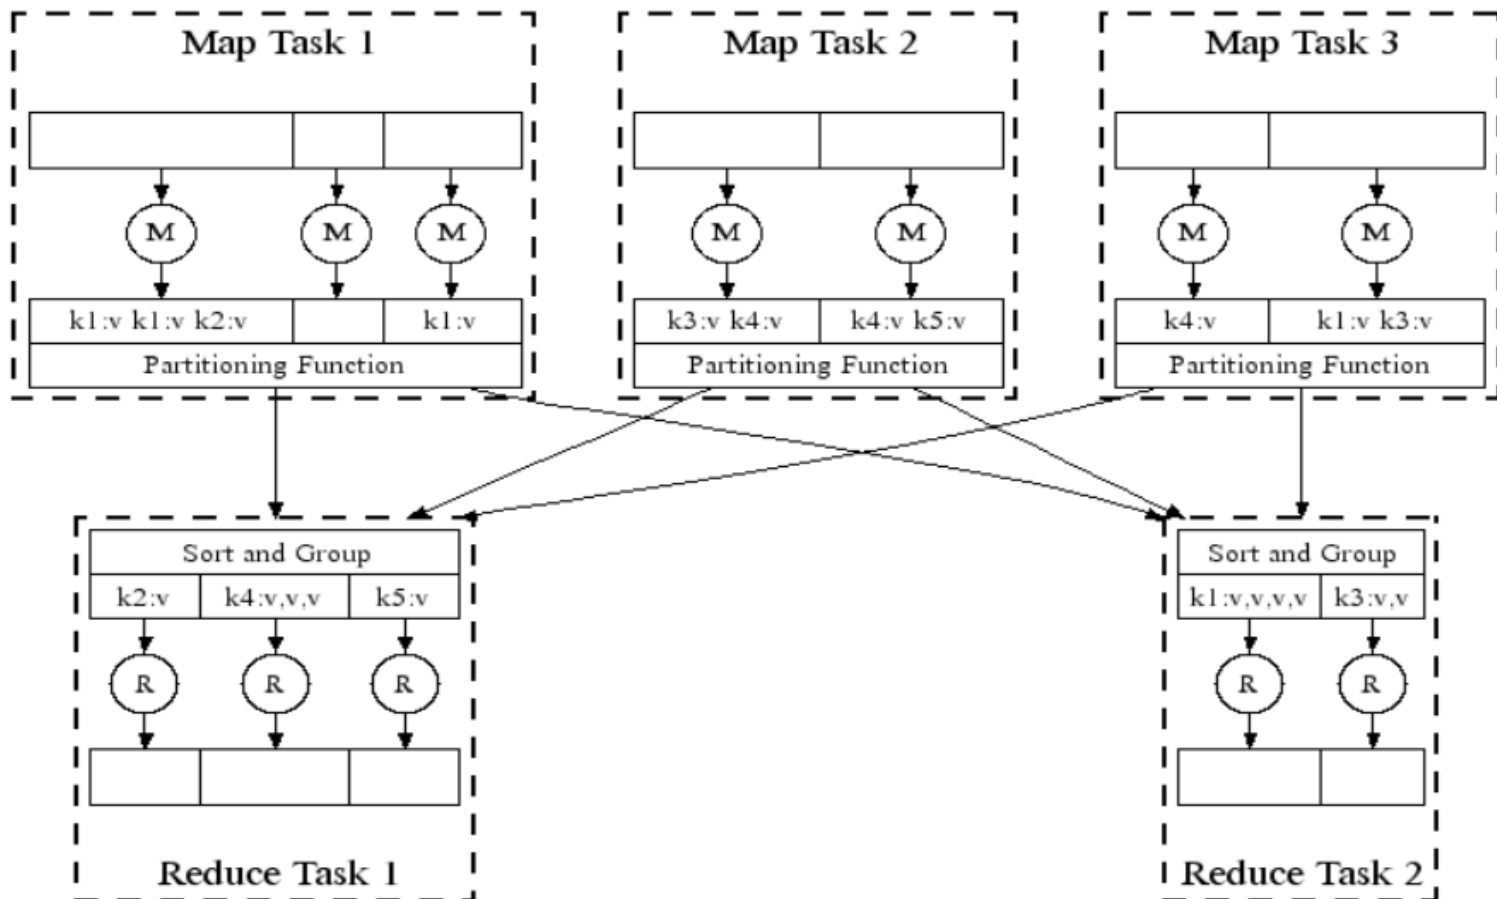 Map Task 1
Map Task 2
Map Task 3
M
M
M
M
M
M
M
k1:v k1:v k2:v
k1:v
k3:v k4:v
k4:v k5:v
k4:v
k1:v k3:v
Partitioning Function
Partitioning Function
Partitioning Function
Sort and Group
Sort and Group
k2:v
k4:v,v,v
k5:v
k1:v,v,v,v
k3:v,v
R
R
R
R
R
Reduce Task 1
Reduce Task 2